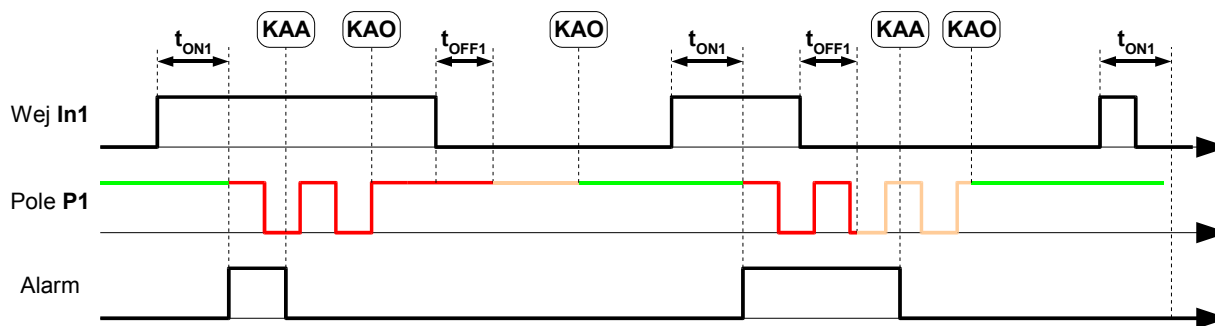 KAA KAO KAO KAA KAO
tON1 tOFF1 tON1 tOFF1 tON1
Wej In1
Pole P1
Alarm